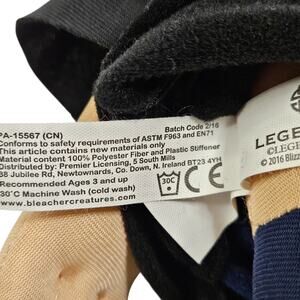 PA-15567 (CN)
Batch Code 2/16
Conforms to safety requirements of ASTM F963 and EN71
This article contains new materials only
Material Content
100% Polyester Fiber and Plastic Stiffener
Distributed by: Premier Licensing, 5 South Mills
38 Jubilee Rd, Newtownards, Co. Down, N. Ireland BT23 4YH
Recommended Ages 3 and up
30°C Machine Wash (cold wash)
www.bleachercreatures.com
30C
LEGE
©LEGE
© 2016 Bleache